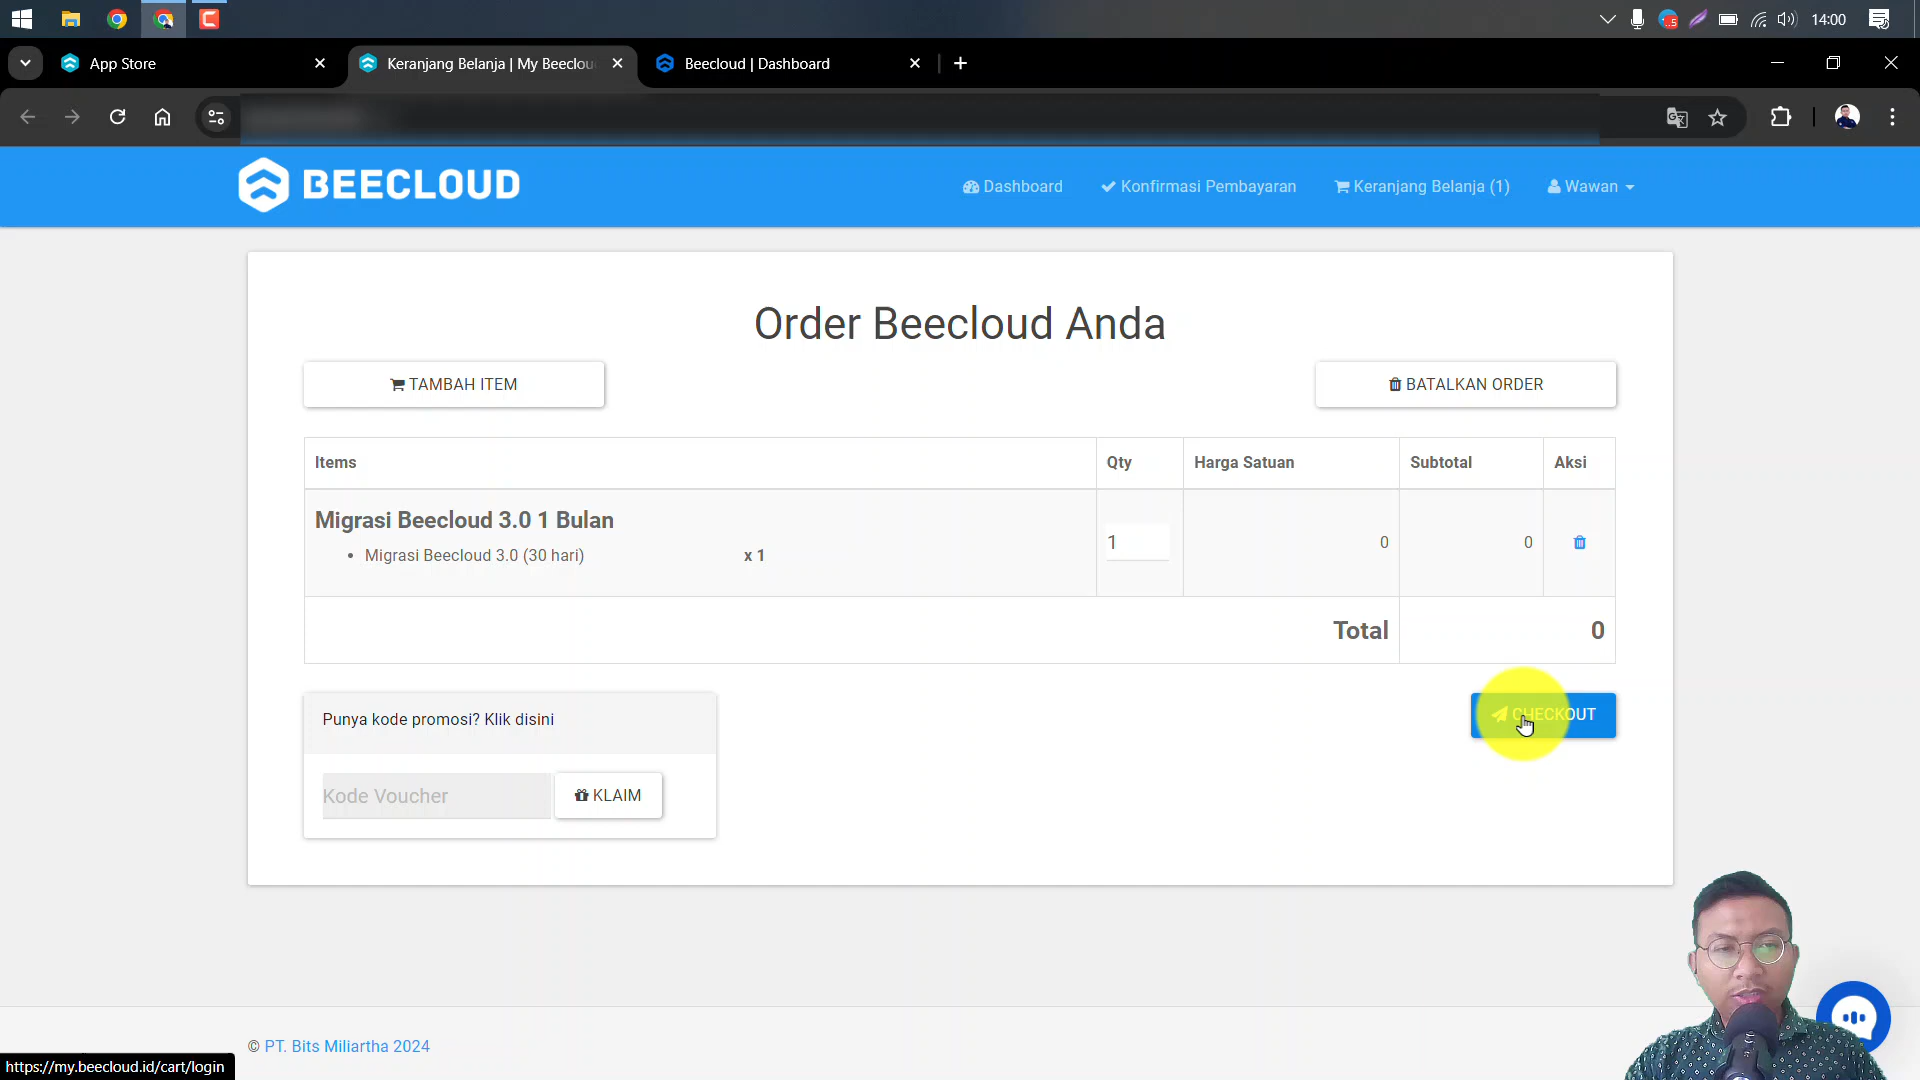 14:00
App Store
Keranjang Belanja | My Beeclou
Beecloud | Dashboard
BEECLOUD
Dashboard
Konfirmasi Pembayaran
Keranjang Belanja (1)
Wawan
Order Beecloud Anda
TAMBAH ITEM
BATALKAN ORDER
Items
Qty
Harga Satuan
Subtotal
Aksi
Migrasi Beecloud 3.0 1 Bulan
• Migrasi Beecloud 3.0 (30 hari)
x 1
1
0
0
Total
0
Punya kode promosi? Klik disini
CHECKOUT
Kode Voucher
KLAIM
© PT. Bits Miliartha 2024
https://my.beecloud.id/cart/login